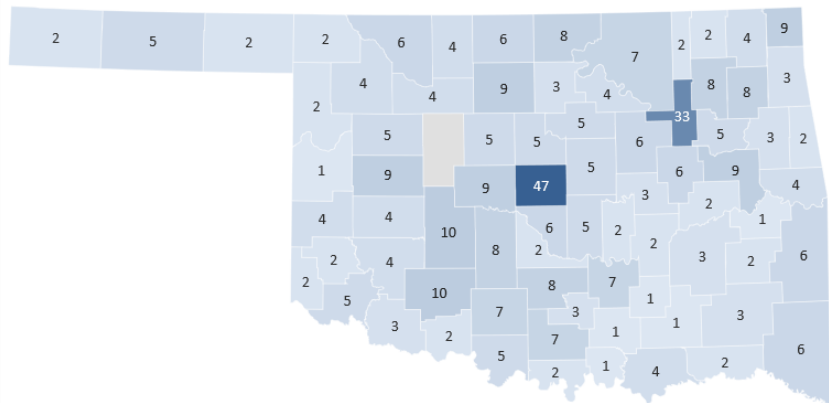 2 5 2 2 6 4 6 8 7 2 2 4 9
2 4 4 9 3 4 8 8 3
5 5 5 5 6 33 5 3 2
1 9 9 47 5 3 6 9 4
4 4 10 8 6 5 2 2 1
2 4 2 2 3 2 6
2 5 10 8 7
3 2 7 3 1 1 3
5 7 1 6
2 1 4 2